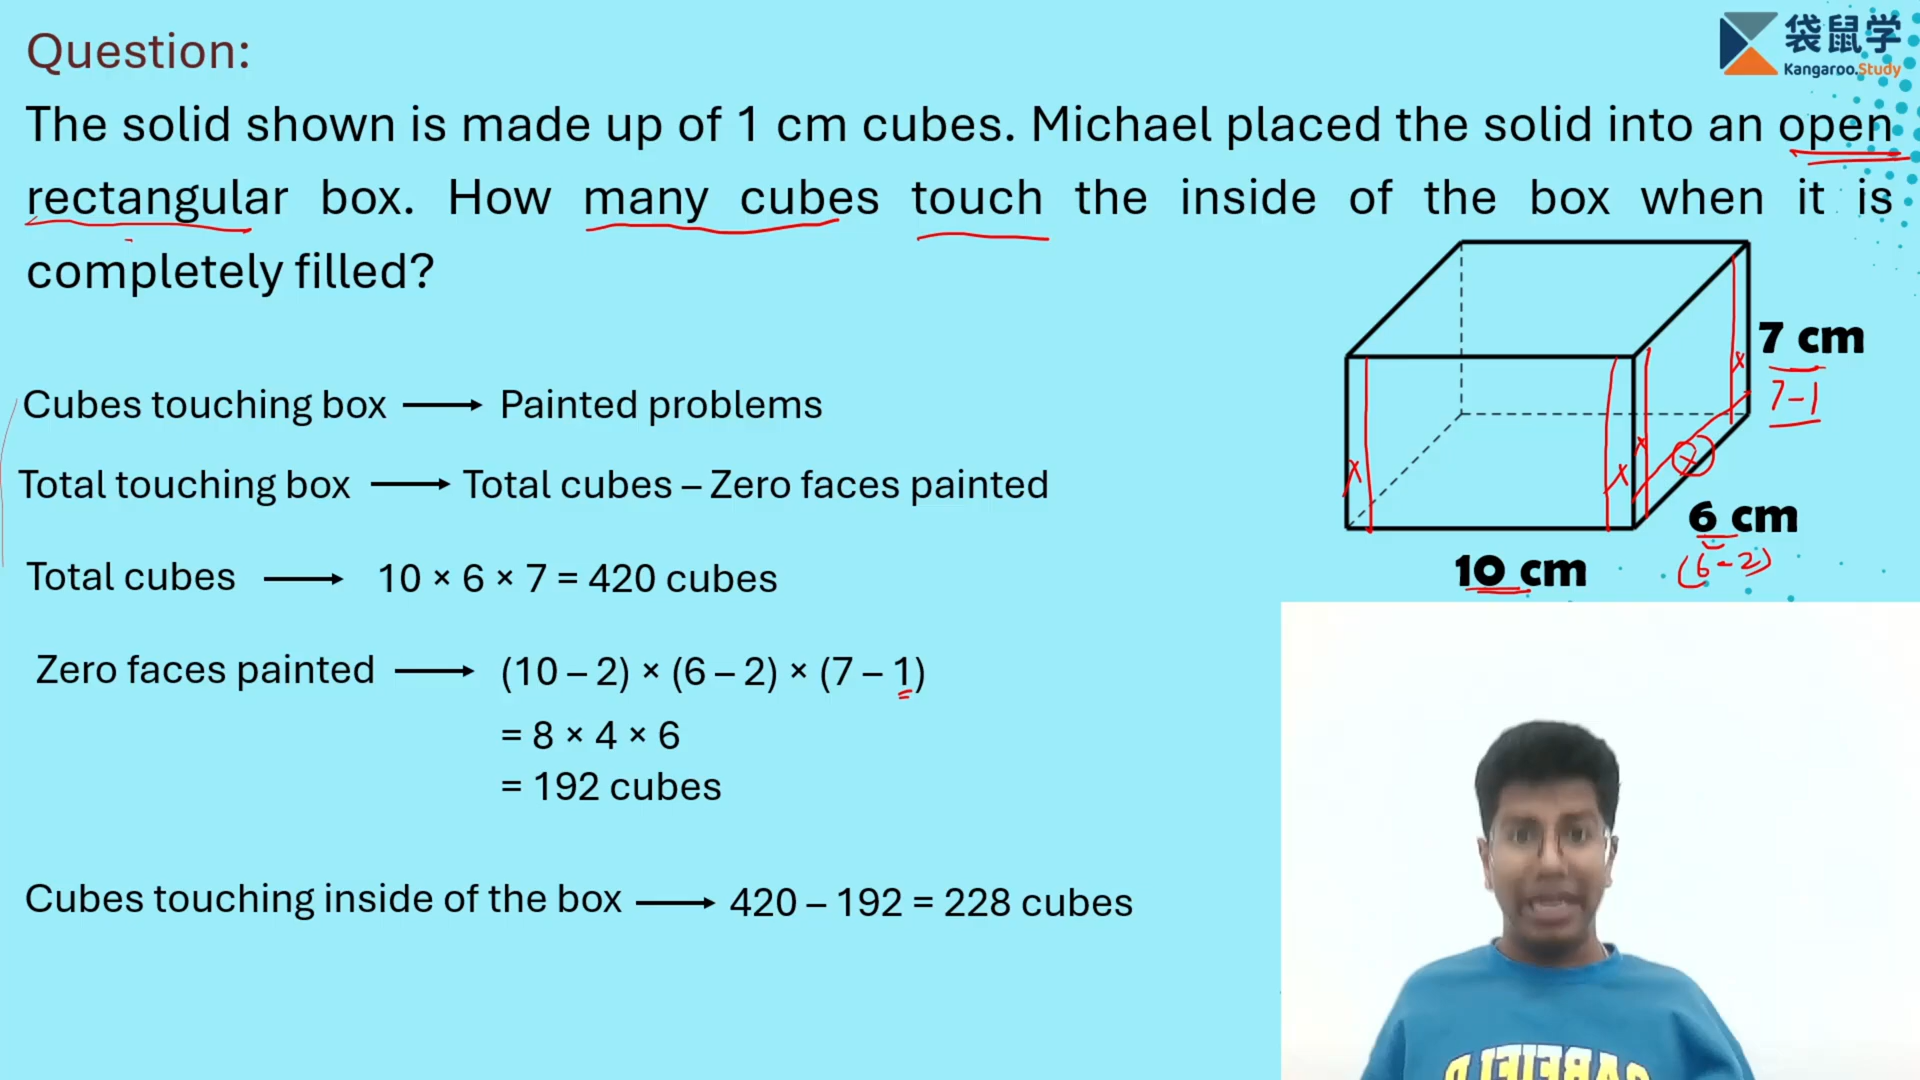 Question:
袋鼠学
Kangaroo.Study
The solid shown is made up of 1 cm cubes. Michael placed the solid into an open
rectangular box. How many cubes touch the inside of the box when it is
completely filled?
7 cm
7-1
Cubes touching box → Painted problems
Total touching box → Total cubes – Zero faces painted
6 cm
(6-2)
10 cm
Total cubes → 10 × 6 × 7 = 420 cubes
Zero faces painted → (10 – 2) × (6 – 2) × (7 – 1)
= 8 × 4 × 6
= 192 cubes
Cubes touching inside of the box → 420 – 192 = 228 cubes